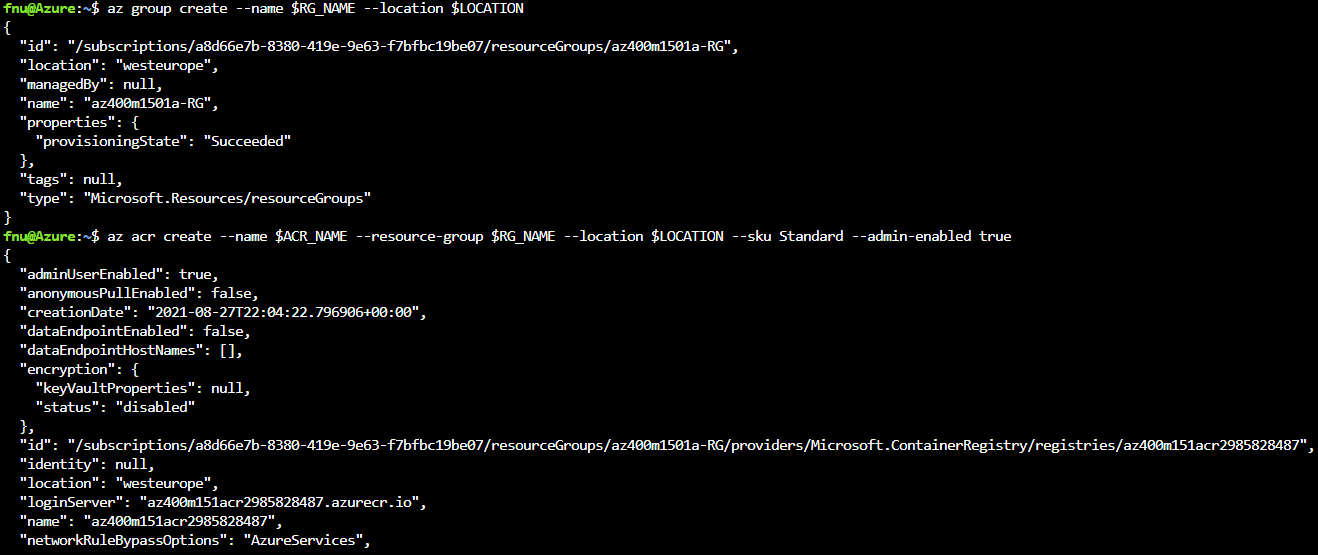 fnu@Azure:~$ az group create --name $RG_NAME --location $LOCATION
{
  "id": "/subscriptions/a8d66e7b-8380-419e-9e63-f7bfbc19be07/resourceGroups/az400m1501a-RG",
  "location": "westeurope",
  "managedBy": null,
  "name": "az400m1501a-RG",
  "properties": {
    "provisioningState": "Succeeded"
  },
  "tags": null,
  "type": "Microsoft.Resources/resourceGroups"
}
fnu@Azure:~$ az acr create --name $ACR_NAME --resource-group $RG_NAME --location $LOCATION --sku Standard --admin-enabled true
{
  "adminUserEnabled": true,
  "anonymousPullEnabled": false,
  "creationDate": "2021-08-27T22:04:22.796906+00:00",
  "dataEndpointEnabled": false,
  "dataEndpointHostNames": [],
  "encryption": {
    "keyVaultProperties": null,
    "status": "disabled"
  },
  "id": "/subscriptions/a8d66e7b-8380-419e-9e63-f7bfbc19be07/resourceGroups/az400m1501a-RG/providers/Microsoft.ContainerRegistry/registries/az400m151acr2985828487",
  "identity": null,
  "location": "westeurope",
  "loginServer": "az400m151acr2985828487.azurecr.io",
  "name": "az400m151acr2985828487",
  "networkRuleBypassOptions": "AzureServices",